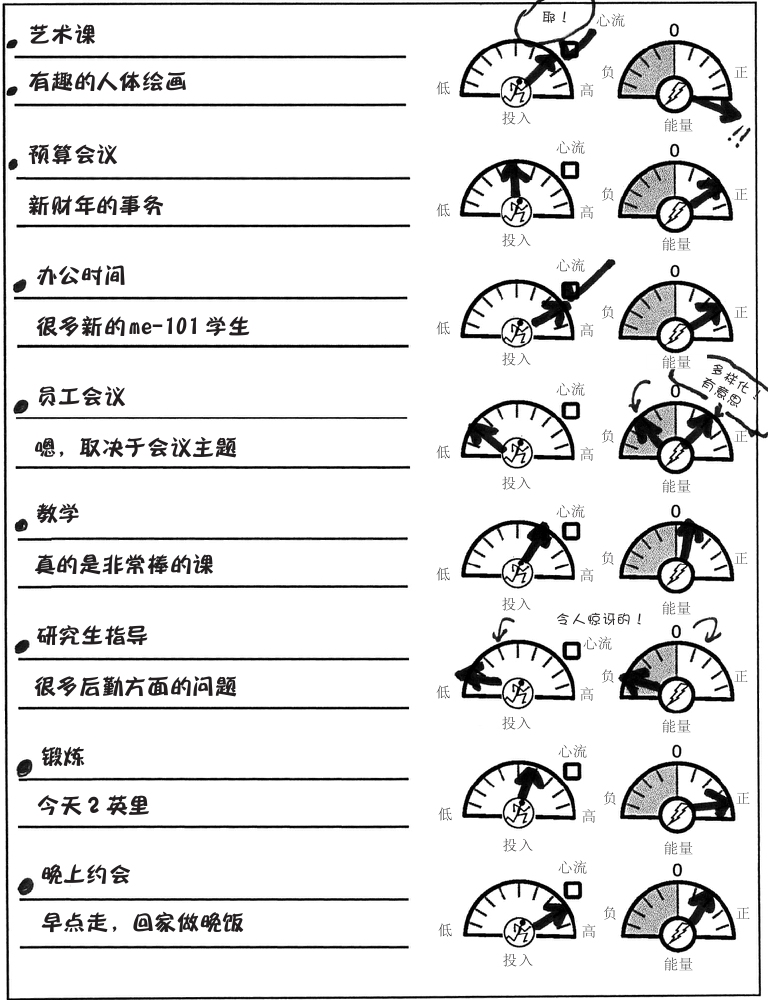 耶！
心流
0
艺术课
负
正
有趣的人体绘画
低
高
投入
能量
!!
0
预算会议
心流
负
正
新财年的事务
低
高
投入
能量
心流
0
办公时间
负
正
很多新的me-101学生
低
高
投入
能量
多样化！
有意思
心流
0
员工会议
负
正
嗯，取决于会议主题
低
高
投入
能量
心流
0
教学
负
正
真的是非常棒的课
低
高
投入
能量
令人惊讶的！
0
研究生指导
心流
负
正
很多后勤方面的问题
低
高
投入
能量
心流
0
锻炼
负
正
今天2英里
低
高
投入
能量
心流
0
晚上约会
负
正
早点走，回家做晚饭
低
高
投入
能量